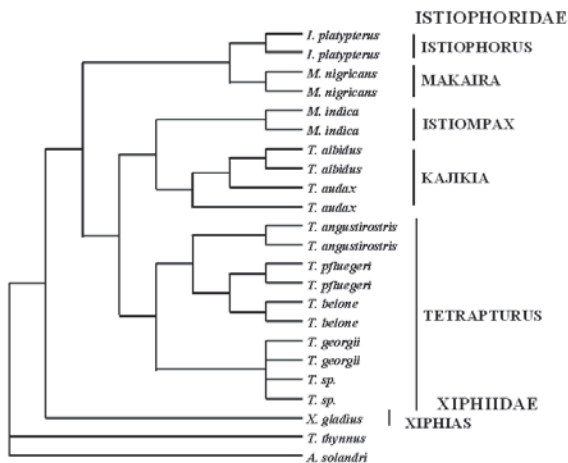 ISTIOPHORIDAE
I. platypterus
I. platypterus
ISTIOPHORUS
M. nigricans
M. nigricans
MAKAIRA
M. indica
M. indica
ISTIOMPAX
T. albidus
T. albidus
T. audax
T. audax
KAJIKIA
T. angustirostris
T. angustirostris
T. pfluegeri
T. pfluegeri
T. belone
T. belone
T. georgii
T. georgii
T. sp.
T. sp.
TETRAPTURUS
XIPHIIDAE
X. gladius
XIPHIAS
T. thynnus
A. solandri